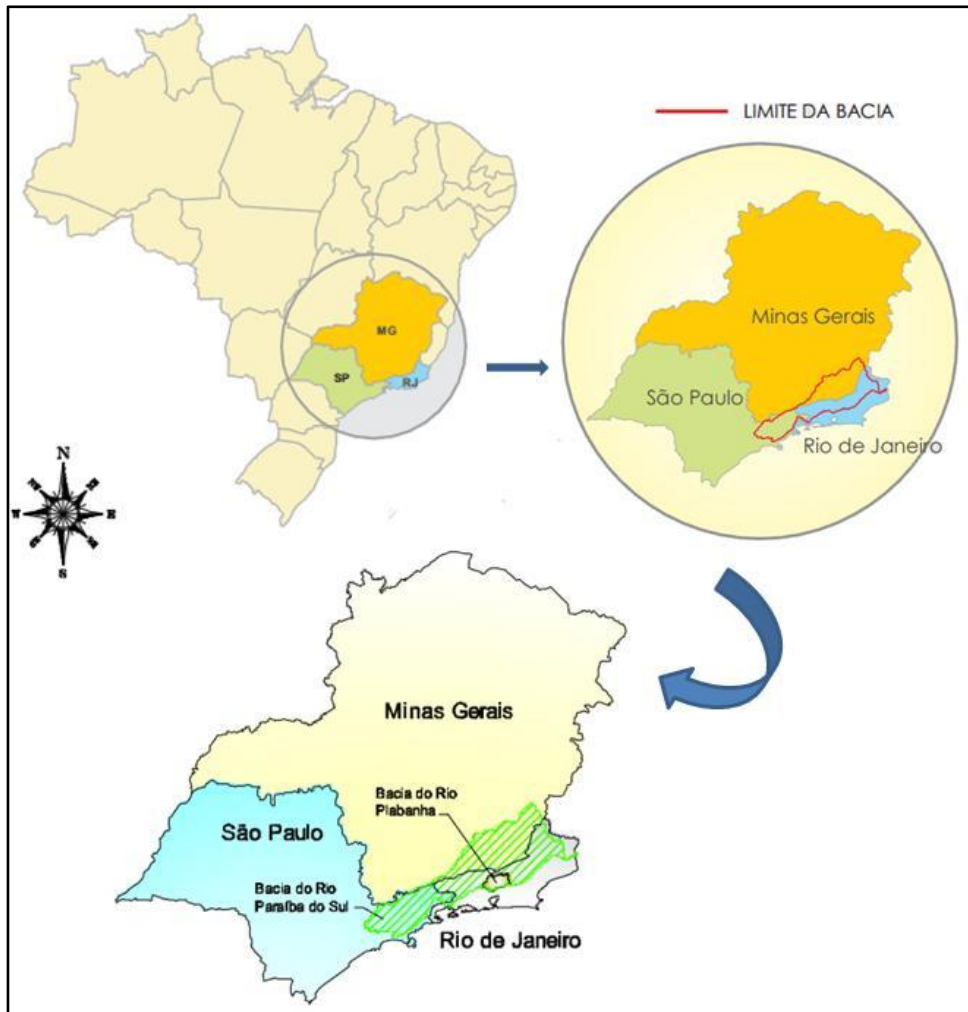 LIMITE DA BACIA
MG
SP
RJ
Minas Gerais
São Paulo
Rio de Janeiro
N
NE
E
S
W
Minas Gerais
Bacia do Rio
Piabanha
São Paulo
Bacia do Rio
Paraíba do Sul
Rio de Janeiro